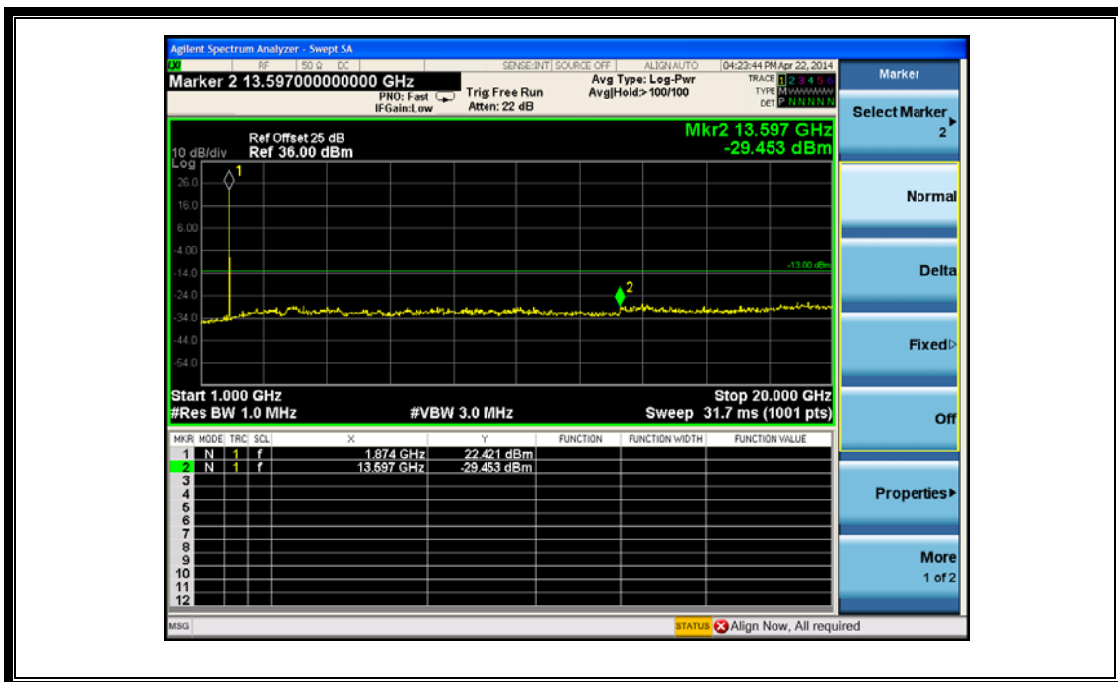 Agilent Spectrum Analyzer - Swept SA
RF 50 Ω DC SENSE:INT SOURCE OFF ALIGN AUTO 04:23:44 PM Apr 22, 2014
Marker 2 13.597000000000 GHz
PNO: Fast
IFGain:Low
Trig: Free Run
Atten: 22 dB
Avg Type: Log-Pwr
Avg|Hold:>100/100
TRACE 1 2 3 4 5 6
TYPE MWWWWW
DET P N N N N N
Mkr2 13.597 GHz
-29.453 dBm
Ref Offset 25 dB
10 dB/div Ref 36.00 dBm
Log
26.0
16.0
6.00
-4.00
-14.0
-24.0
-34.0
-44.0
-54.0
1
2
-13.00 dBm
Start 1.000 GHz Stop 20.000 GHz
#Res BW 1.0 MHz #VBW 3.0 MHz Sweep 31.7 ms (1001 pts)
MKR MODE TRC SCL X Y FUNCTION FUNCTION WIDTH FUNCTION VALUE
1 N 1 f 1.874 GHz 22.421 dBm
2 N 1 f 13.597 GHz -29.453 dBm
3
4
5
6
7
8
9
10
11
12
MSG STATUS Align Now, All required
Marker
Select Marker
2
Normal
Delta
Fixed
Off
Properties
More
1 of 2